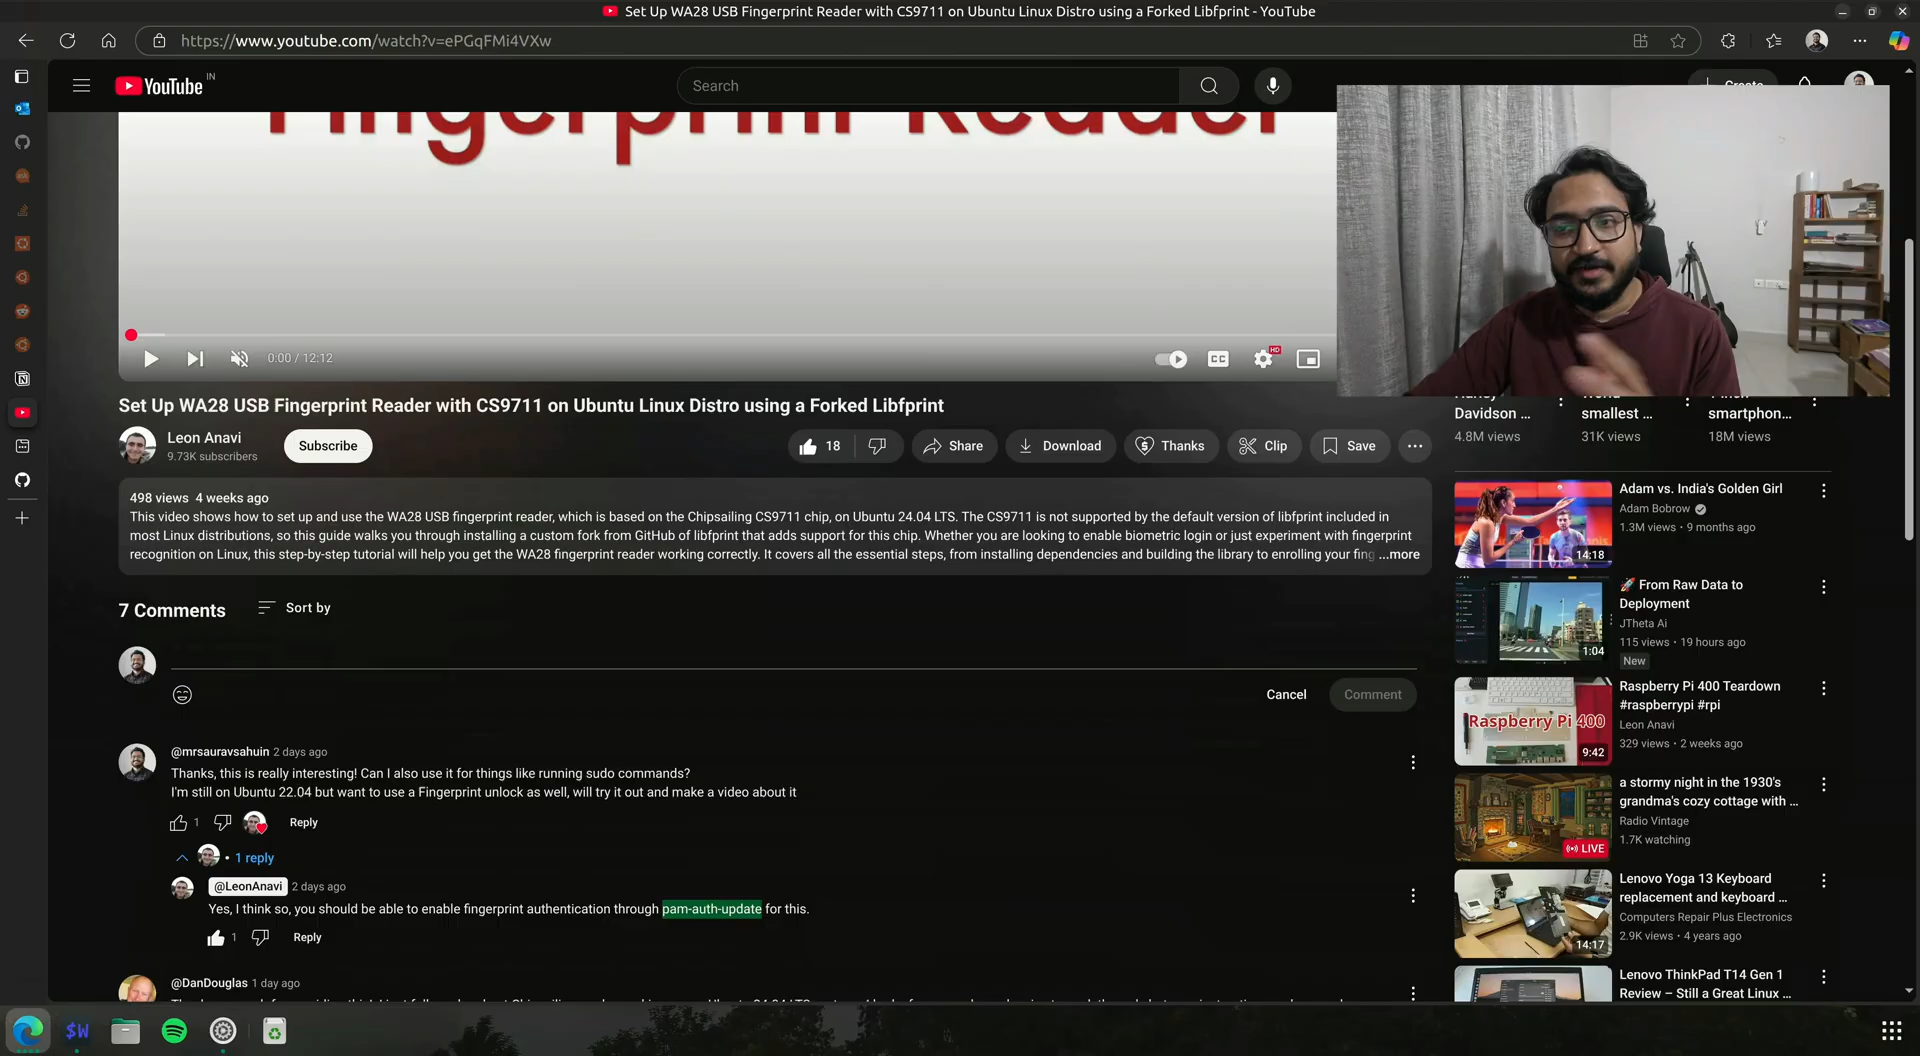 Set Up WA28 USB Fingerprint Reader with CS9711 on Ubuntu Linux Distro using a Forked Libfprint - YouTube
https://www.youtube.com/watch?v=ePGqFMi4VXw
YouTube IN
Search
Create
Fingerprint Reader
0:00 / 12:12
CC
HD
Set Up WA28 USB Fingerprint Reader with CS9711 on Ubuntu Linux Distro using a Forked Libfprint
Leon Anavi
9.73K subscribers
Subscribe
18
Share
Download
Thanks
Clip
Save
498 views 4 weeks ago
This video shows how to set up and use the WA28 USB fingerprint reader, which is based on the Chipsailing CS9711 chip, on Ubuntu 24.04 LTS. The CS9711 is not supported by the default version of libfprint included in
most Linux distributions, so this guide walks you through installing a custom fork from GitHub of libfprint that adds support for this chip. Whether you are looking to enable biometric login or just experiment with fingerprint
recognition on Linux, this step-by-step tutorial will help you get the WA28 fingerprint reader working correctly. It covers all the essential steps, from installing dependencies and building the library to enrolling your fing ...more
7 Comments
Sort by
Cancel
Comment
@mrsauravsahuin 2 days ago
Thanks, this is really interesting! Can I also use it for things like running sudo commands?
I'm still on Ubuntu 22.04 but want to use a Fingerprint unlock as well, will try it out and make a video about it
1
Reply
1 reply
@LeonAnavi 2 days ago
Yes, I think so, you should be able to enable fingerprint authentication through pam-auth-update for this.
1
Reply
@DanDouglas 1 day ago
Davidson ...
4.8M views
smallest ...
31K views
smartphon...
18M views
14:18
Adam vs. India's Golden Girl
Adam Bobrow
1.3M views • 9 months ago
1:04
🚀 From Raw Data to
Deployment
JTheta Ai
115 views • 19 hours ago
New
Raspberry Pi 400
9:42
Raspberry Pi 400 Teardown
#raspberrypi #rpi
Leon Anavi
329 views • 2 weeks ago
LIVE
a stormy night in the 1930's
grandma's cozy cottage with ...
Radio Vintage
1.7K watching
14:17
Lenovo Yoga 13 Keyboard
replacement and keyboard ...
Computers Repair Plus Electronics
2.9K views • 4 years ago
Lenovo ThinkPad T14 Gen 1
Review – Still a Great Linux ...
$W